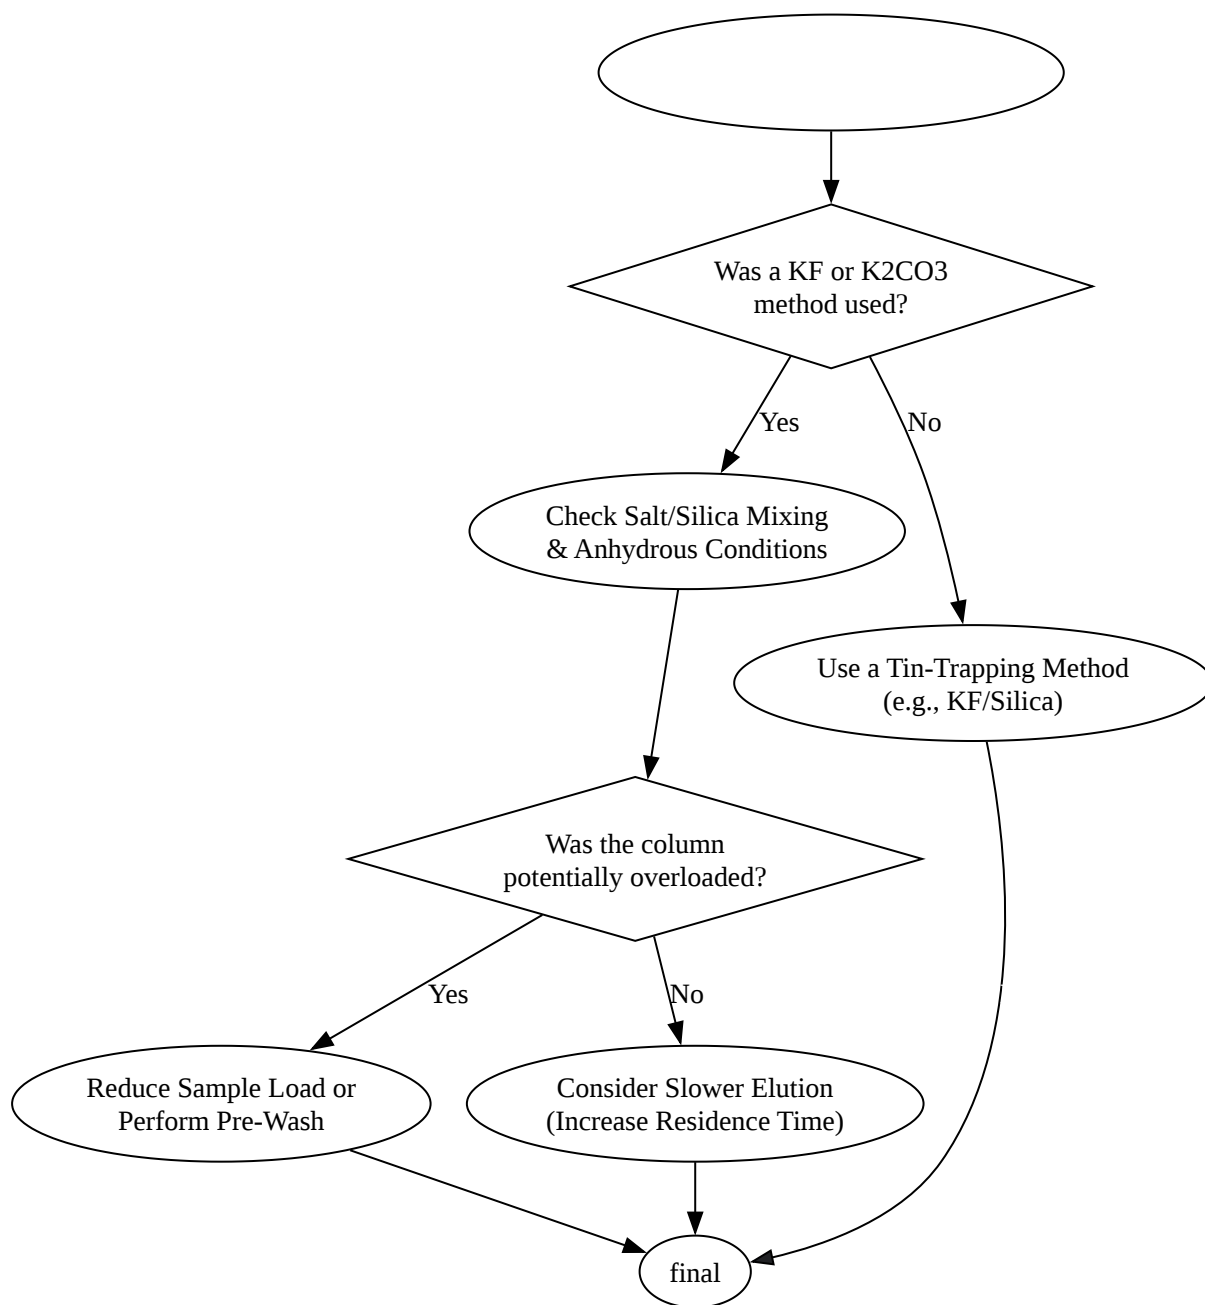 Was a KF or K2CO3
method used?
Yes
No
Check Salt/Silica Mixing
& Anhydrous Conditions
Use a Tin-Trapping Method
(e.g., KF/Silica)
Was the column
potentially overloaded?
Yes
No
Reduce Sample Load or
Perform Pre-Wash
Consider Slower Elution
(Increase Residence Time)
final